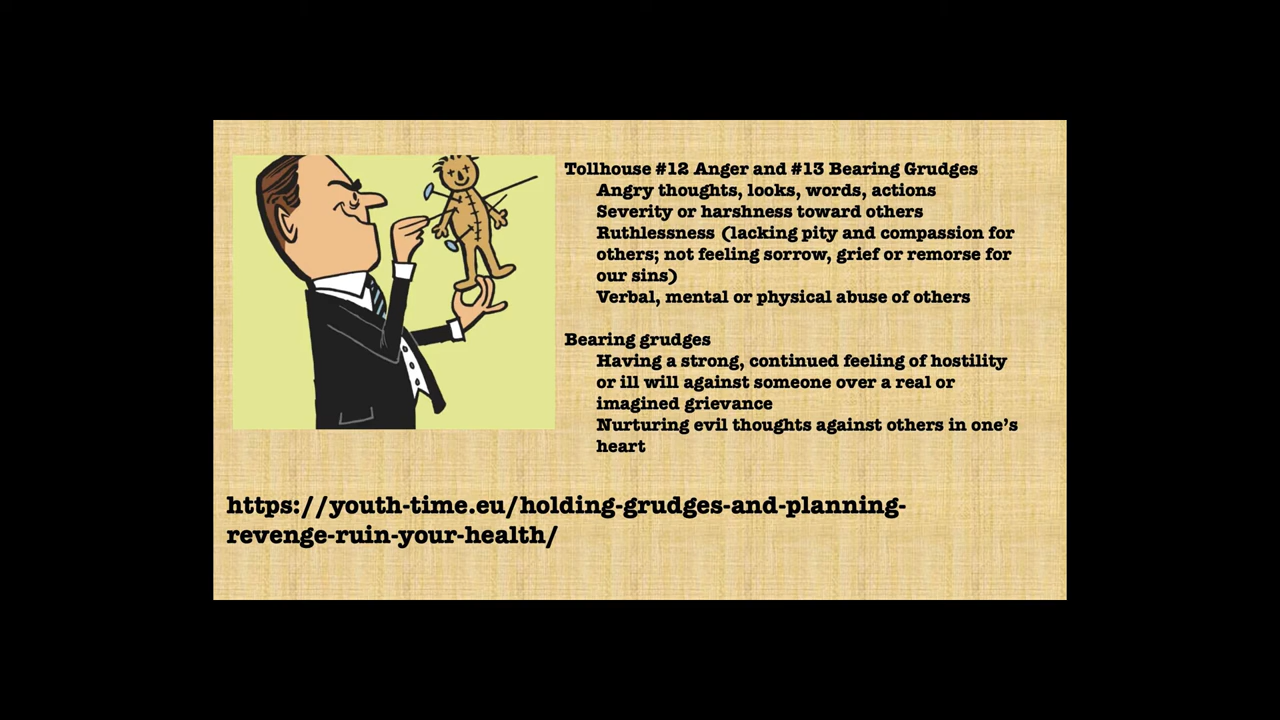 Tollhouse #12 Anger and #13 Bearing Grudges
Angry thoughts, looks, words, actions
Severity or harshness toward others
Ruthlessness (lacking pity and compassion for
others; not feeling sorrow, grief or remorse for
our sins)
Verbal, mental or physical abuse of others
Bearing grudges
Having a strong, continued feeling of hostility
or ill will against someone over a real or
imagined grievance
Nurturing evil thoughts against others in one’s
heart
https://youth-time.eu/holding-grudges-and-planning-
revenge-ruin-your-health/